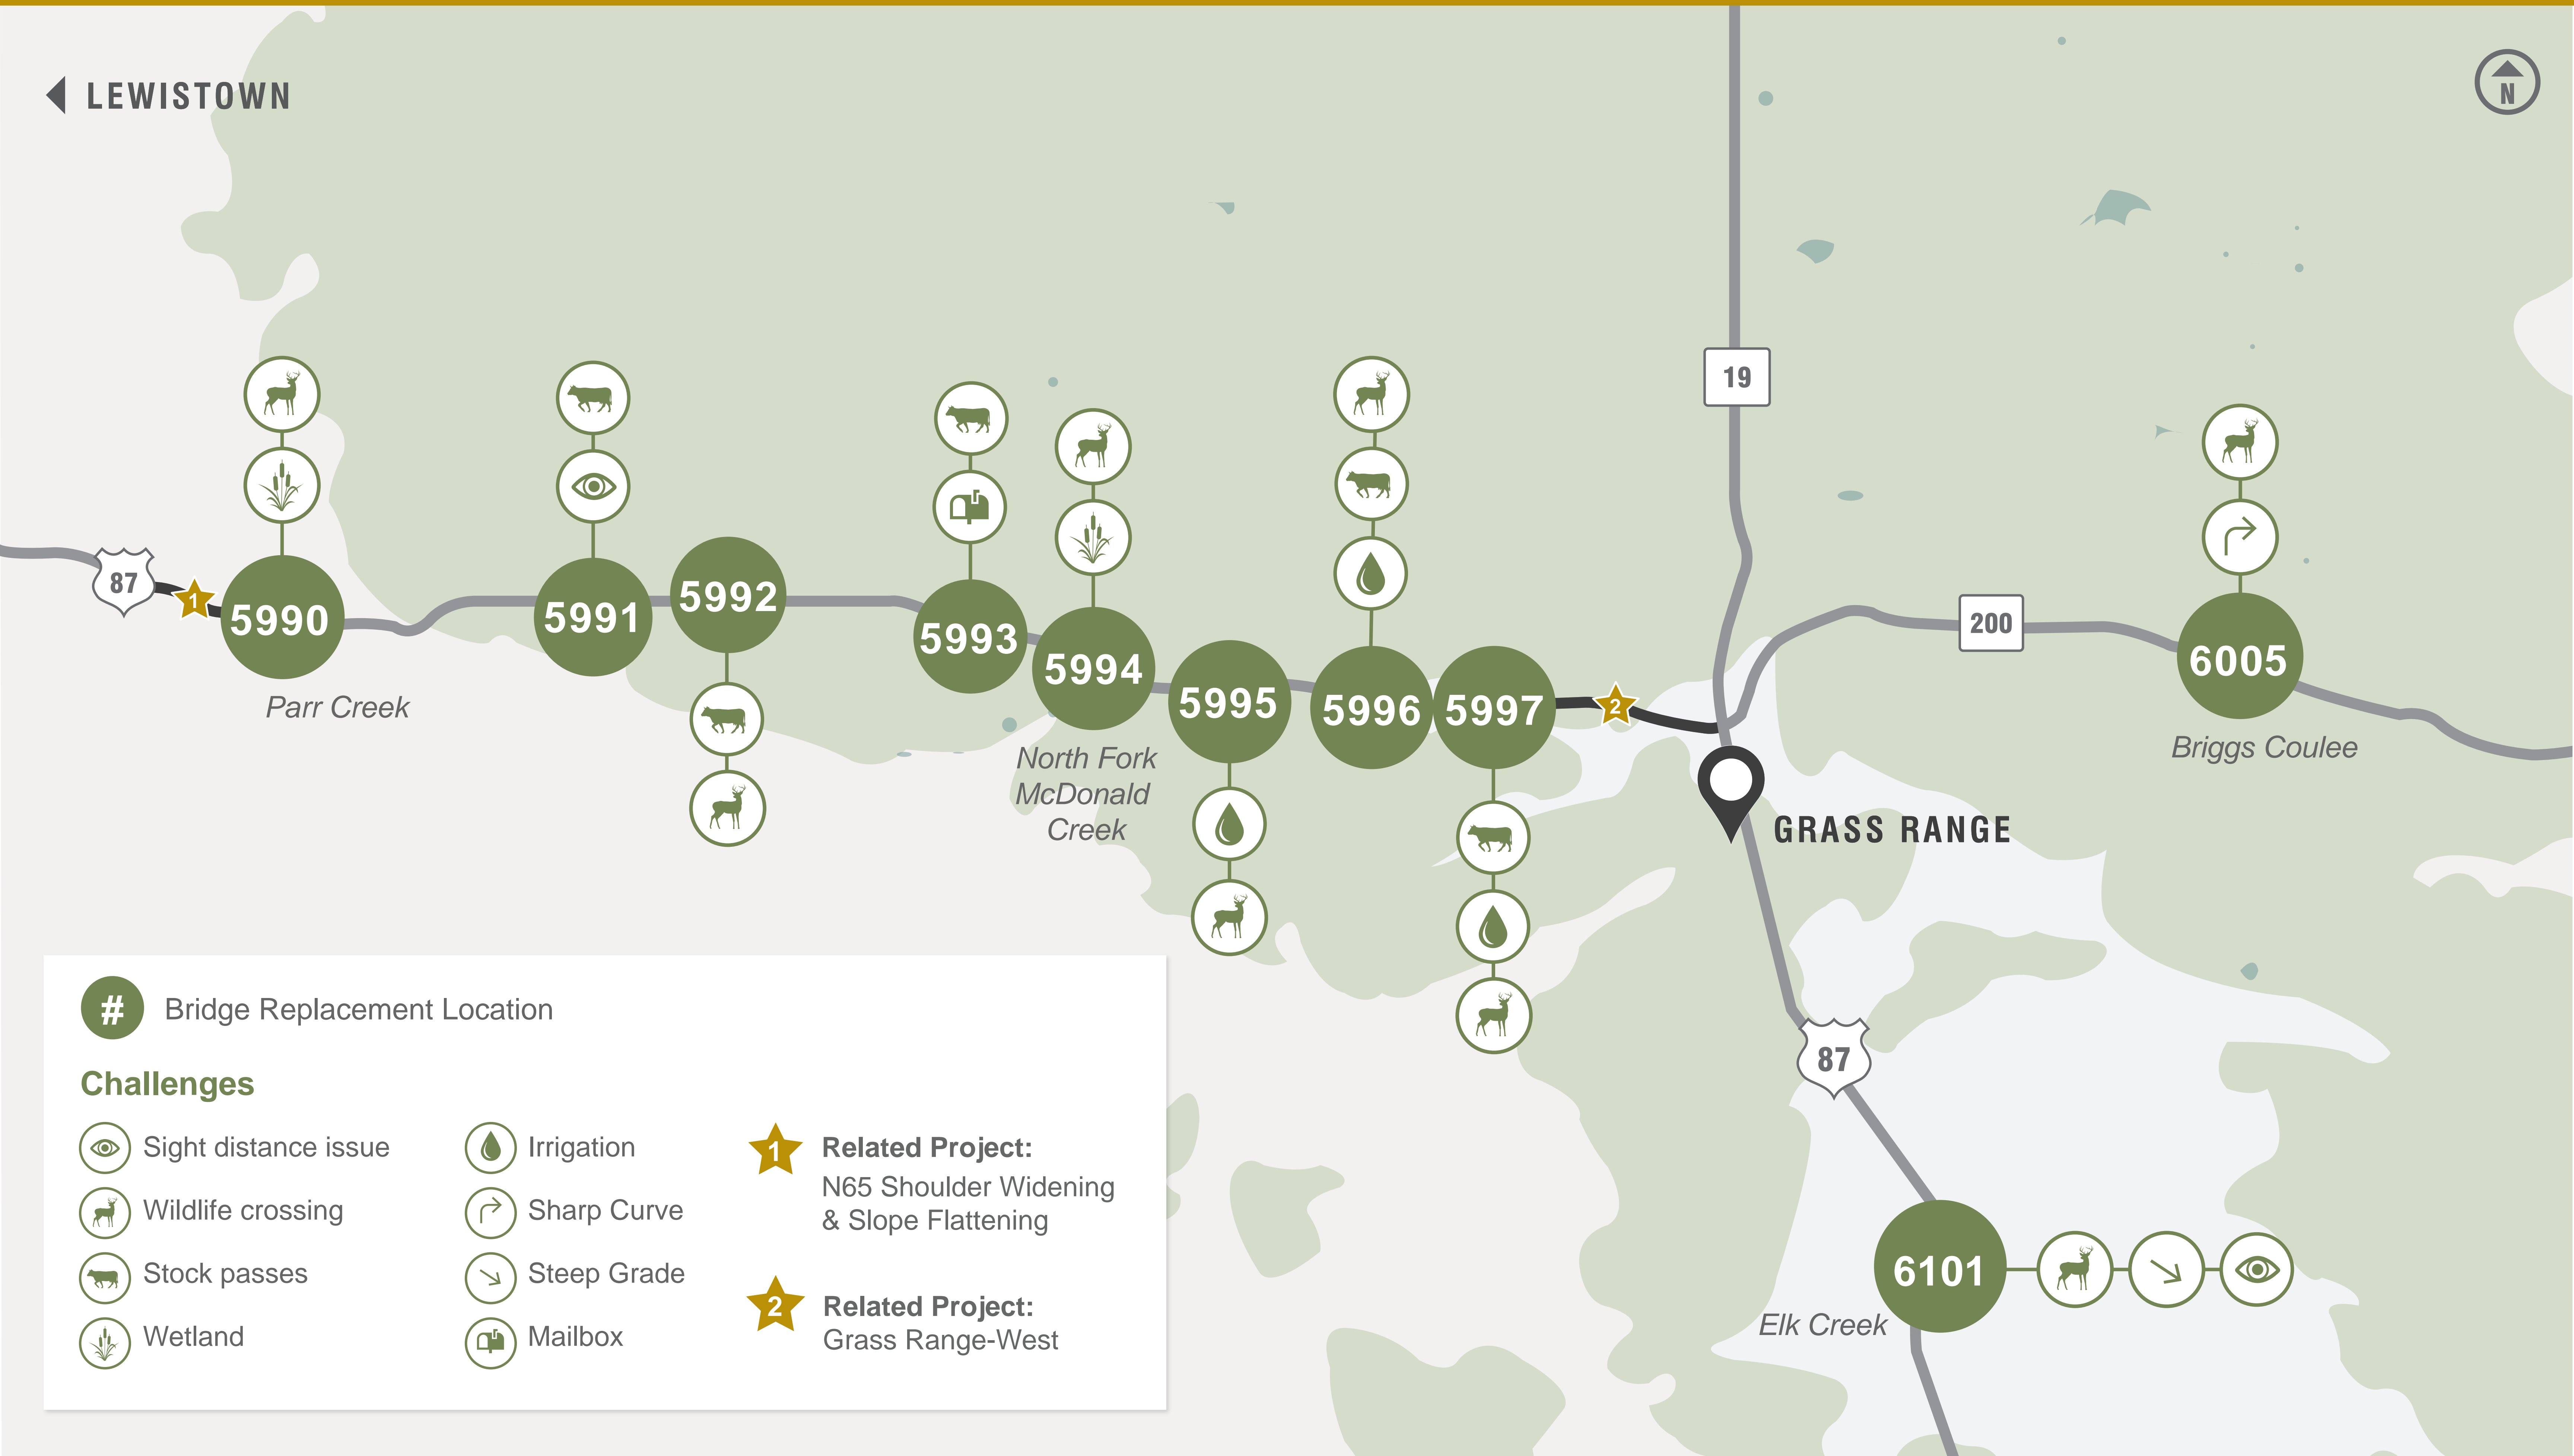 LEWISTOWN
N
19
87
1
5990
5991
5992
5993
5994
5995
5996
5997
2
200
6005
Parr Creek
North Fork
McDonald
Creek
Briggs Coulee
GRASS RANGE
87
6101
Elk Creek
# Bridge Replacement Location
Challenges
Sight distance issue
Wildlife crossing
Stock passes
Wetland
Irrigation
Sharp Curve
Steep Grade
Mailbox
1 Related Project:
N65 Shoulder Widening
& Slope Flattening
2 Related Project:
Grass Range-West